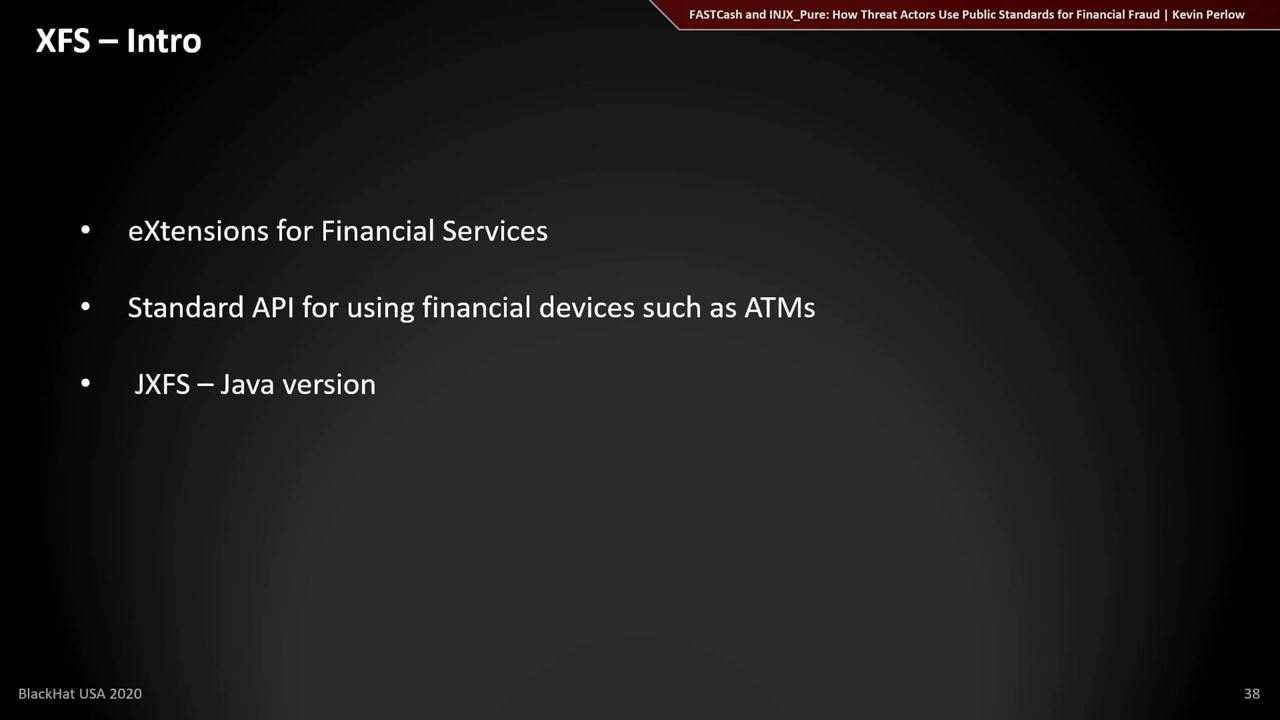 FASTCash and INJX_Pure: How Threat Actors Use Public Standards for Financial Fraud | Kevin Perlow
XFS – Intro
• eXtensions for Financial Services
• Standard API for using financial devices such as ATMs
• JXFS – Java version
BlackHat USA 2020
38